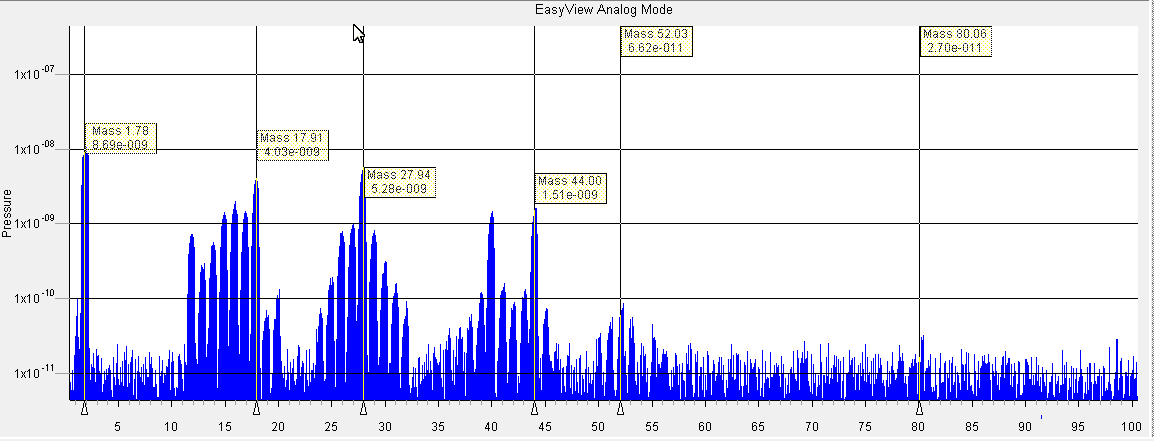 EasyView Analog Mode
Mass 52.03
6.62e-011
Mass 80.06
2.70e-011
1x10-07
Mass 1.78
8.69e-009
Mass 17.91
4.03e-009
1x10-08
Mass 27.94
5.28e-009
Mass 44.00
1.51e-009
Pressure
1x10-09
1x10-10
1x10-11
5 10 15 20 25 30 35 40 45 50 55 60 65 70 75 80 85 90 95 100